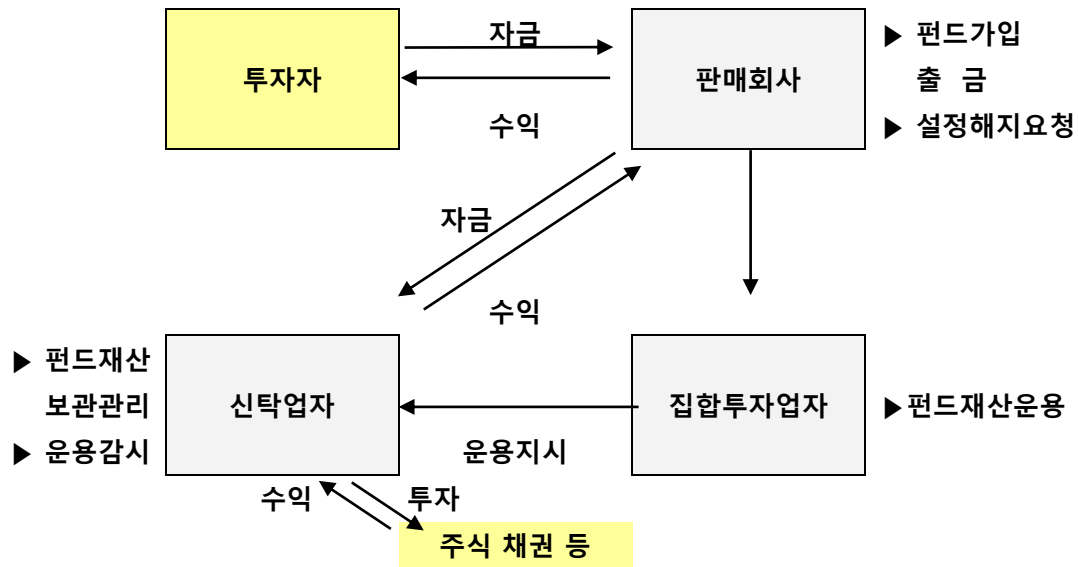 자금
▶ 펀드가입
투자자
판매회사
출 금
수익
▶ 설정해지요청
자금
수익
▶ 펀드재산
보관관리
신탁업자
집합투자업자
▶펀드재산운용
▶ 운용감시
운용지시
수익
투자
주식 채권 등